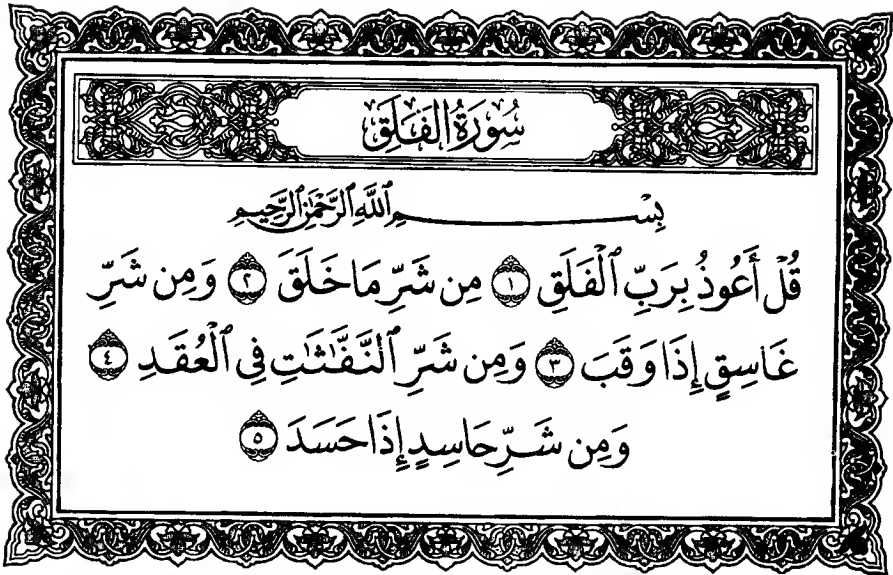 سُورَةُ الفَلَقِ
بِسْمِ ٱللَّهِ ٱلرَّحْمَٰنِ ٱلرَّحِيمِ
قُلْ أَعُوذُ بِرَبِّ ٱلْفَلَقِ ١ مِن شَرِّ مَا خَلَقَ ٢ وَمِن شَرِّ
غَاسِقٍ إِذَا وَقَبَ ٣ وَمِن شَرِّ ٱلنَّفَّٰثَٰتِ فِى ٱلْعُقَدِ ٤
وَمِن شَرِّ حَاسِدٍ إِذَا حَسَدَ ٥